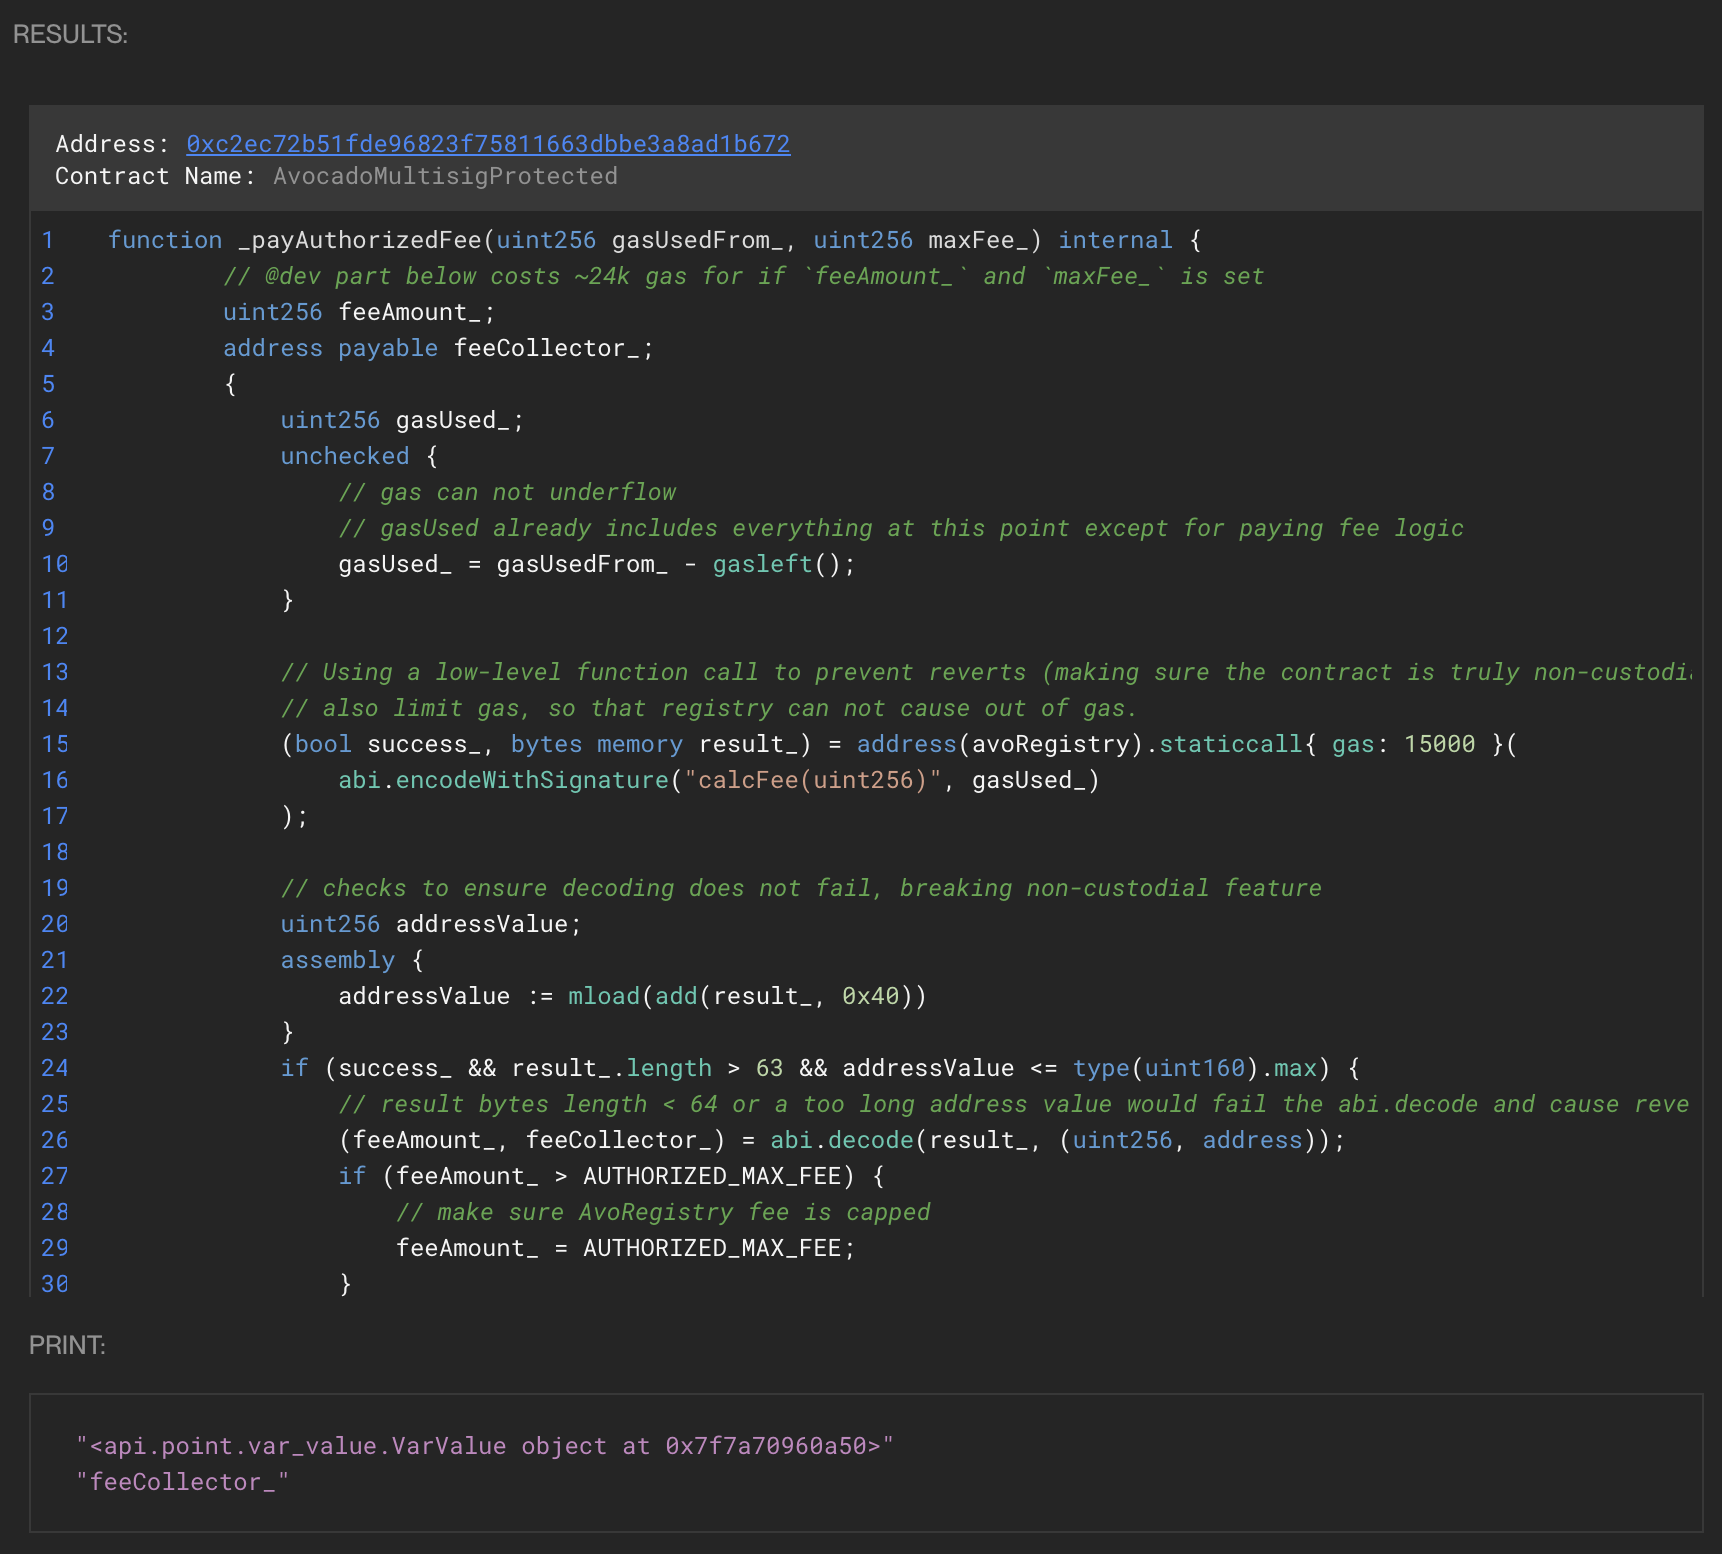 RESULTS:
Address: 0xc2ec72b51fde96823f75811663dbbe3a8ad1b672
Contract Name: AvocadoMultisigProtected
1 function _payAuthorizedFee(uint256 gasUsedFrom_, uint256 maxFee_) internal {
2 // @dev part below costs ~24k gas for if `feeAmount_` and `maxFee_` is set
3 uint256 feeAmount_;
4 address payable feeCollector_;
5 {
6 uint256 gasUsed_;
7 unchecked {
8 // gas can not underflow
9 // gasUsed already includes everything at this point except for paying fee logic
10 gasUsed_ = gasUsedFrom_ - gasleft();
11 }
12
13 // Using a low-level function call to prevent reverts (making sure the contract is truly non-custodi
14 // also limit gas, so that registry can not cause out of gas.
15 (bool success_, bytes memory result_) = address(avoRegistry).staticcall{ gas: 15000 }(
16 abi.encodeWithSignature("calcFee(uint256)", gasUsed_)
17 );
18
19 // checks to ensure decoding does not fail, breaking non-custodial feature
20 uint256 addressValue;
21 assembly {
22 addressValue := mload(add(result_, 0x40))
23 }
24 if (success_ && result_.length > 63 && addressValue <= type(uint160).max) {
25 // result bytes length < 64 or a too long address value would fail the abi.decode and cause reve
26 (feeAmount_, feeCollector_) = abi.decode(result_, (uint256, address));
27 if (feeAmount_ > AUTHORIZED_MAX_FEE) {
28 // make sure AvoRegistry fee is capped
29 feeAmount_ = AUTHORIZED_MAX_FEE;
30 }
PRINT:
"<api.point.var_value.VarValue object at 0x7f7a70960a50>"
"feeCollector_"